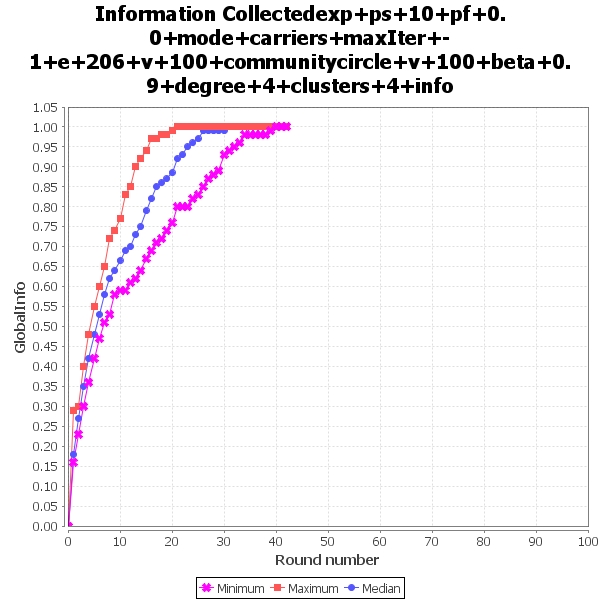 Information Collectedexp+ps+10+pf+0.
0+mode+carriers+maxIter+-
1+e+206+v+100+communitycircle+v+100+beta+0.
9+degree+4+clusters+4+info
1.05
1.00
0.95
0.90
0.85
0.80
0.75
0.70
0.65
0.60
0.55
0.50
0.45
0.40
0.35
0.30
0.25
0.20
0.15
0.10
0.05
0.00
GlobalInfo
0 10 20 30 40 50 60 70 80 90 100
Round number
Minimum Maximum Median